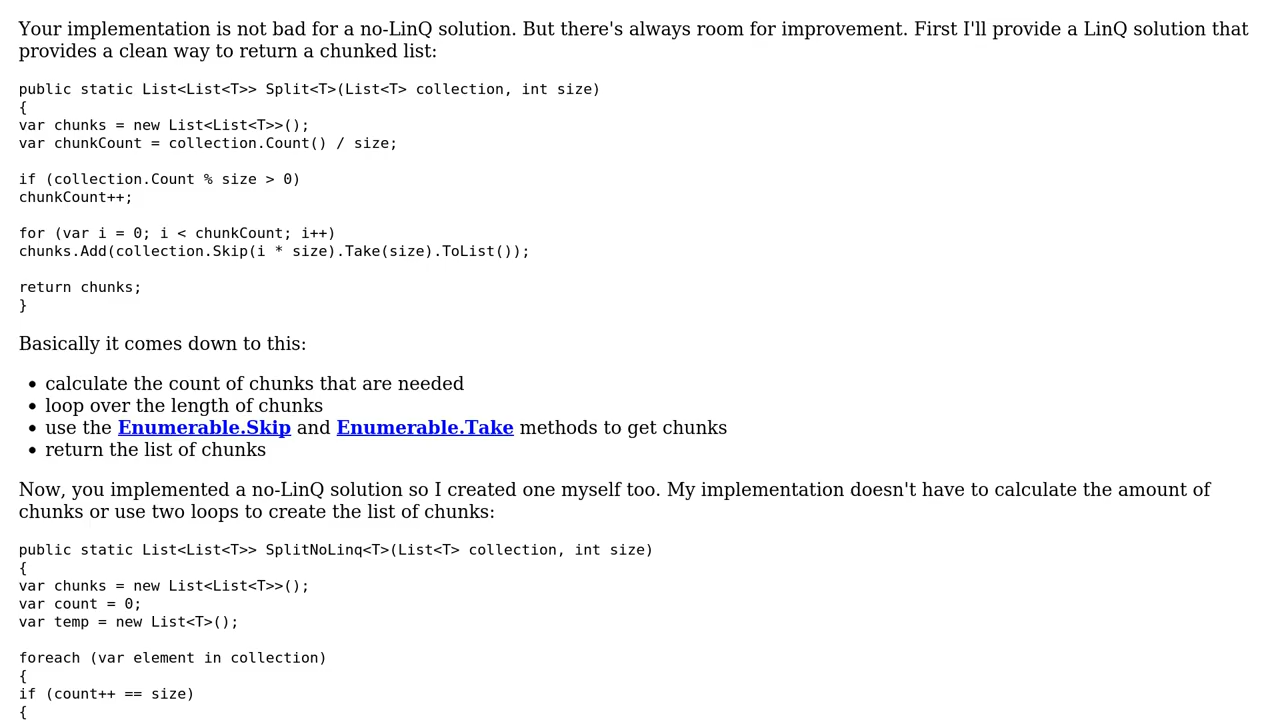 Your implementation is not bad for a no-LinQ solution. But there's always room for improvement. First I'll provide a LinQ solution that
provides a clean way to return a chunked list:
public static List<List<T>> Split<T>(List<T> collection, int size)
{
var chunks = new List<List<T>>();
var chunkCount = collection.Count() / size;
if (collection.Count % size > 0)
chunkCount++;
for (var i = 0; i < chunkCount; i++)
chunks.Add(collection.Skip(i * size).Take(size).ToList());
return chunks;
}
Basically it comes down to this:
• calculate the count of chunks that are needed
• loop over the length of chunks
• use the Enumerable.Skip and Enumerable.Take methods to get chunks
• return the list of chunks
Now, you implemented a no-LinQ solution so I created one myself too. My implementation doesn't have to calculate the amount of
chunks or use two loops to create the list of chunks:
public static List<List<T>> SplitNoLinq<T>(List<T> collection, int size)
{
var chunks = new List<List<T>>();
var count = 0;
var temp = new List<T>();
foreach (var element in collection)
{
if (count++ == size)
{